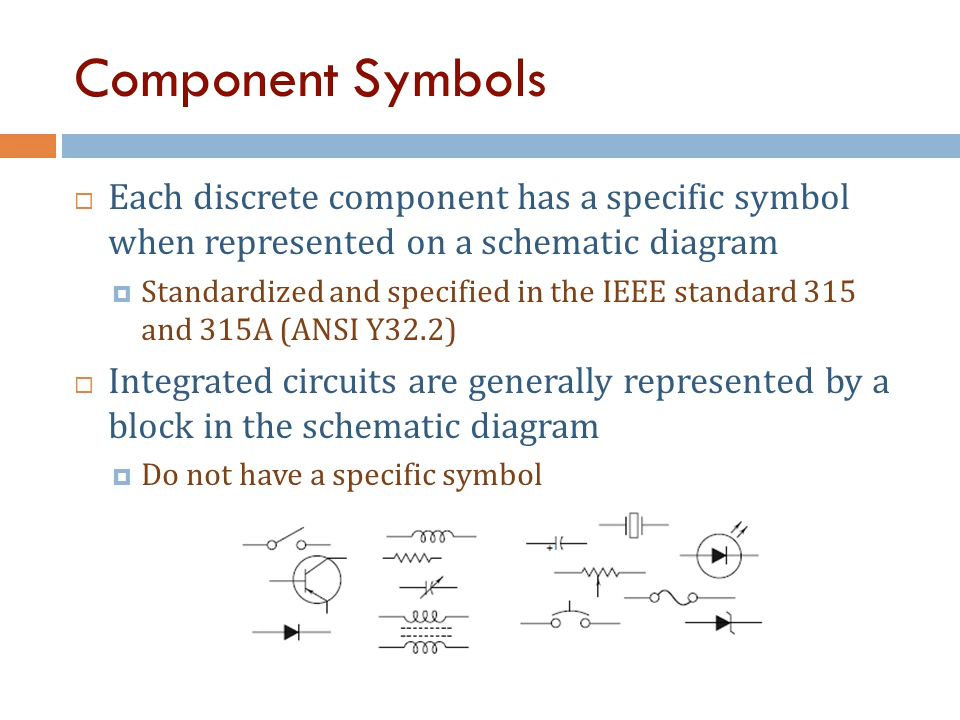 Component Symbols
Each discrete component has a specific symbol
when represented on a schematic diagram
Standardized and specified in the IEEE standard 315
and 315A (ANSI Y32.2)
Integrated circuits are generally represented by a
block in the schematic diagram
Do not have a specific symbol